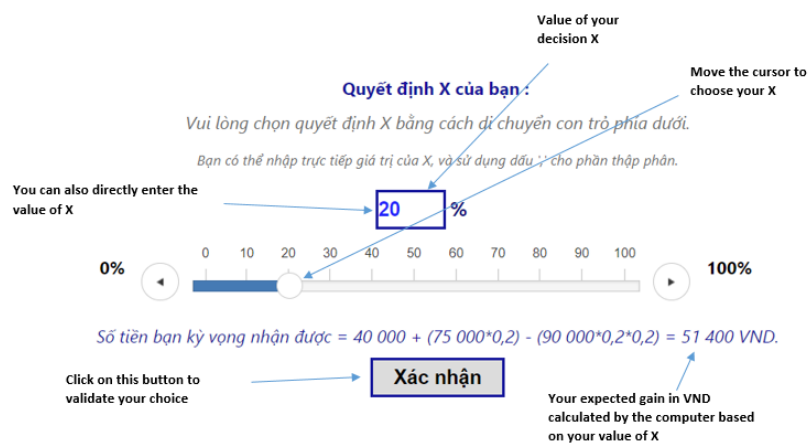 Value of your
decision X
Move the cursor to
choose your X
Quyết định X của bạn :
Vui lòng chọn quyết định X bằng cách di chuyển con trỏ phía dưới.
Bạn có thể nhập trực tiếp giá trị của X, và sử dụng dấu ',' cho phần thập phân.
You can also directly enter the
value of X
20 %
0 10 20 30 40 50 60 70 80 90 100
0% 100%
Số tiền bạn kỳ vọng nhận được = 40 000 + (75 000*0,2) - (90 000*0,2*0,2) = 51 400 VND.
Click on this button to
validate your choice
Xác nhận
Your expected gain in VND
calculated by the computer based
on your value of X